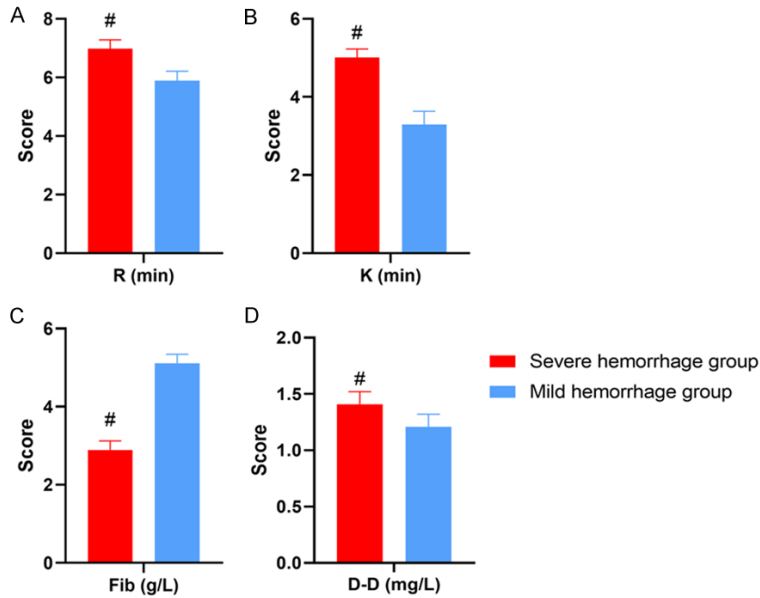 A
8
6
4
2
0
Score
#
R (min)
B
6
4
2
0
Score
#
K (min)
C
6
4
2
0
Score
#
Fib (g/L)
D
2.0
1.5
1.0
0.5
0.0
Score
#
D-D (mg/L)
Severe hemorrhage group
Mild hemorrhage group